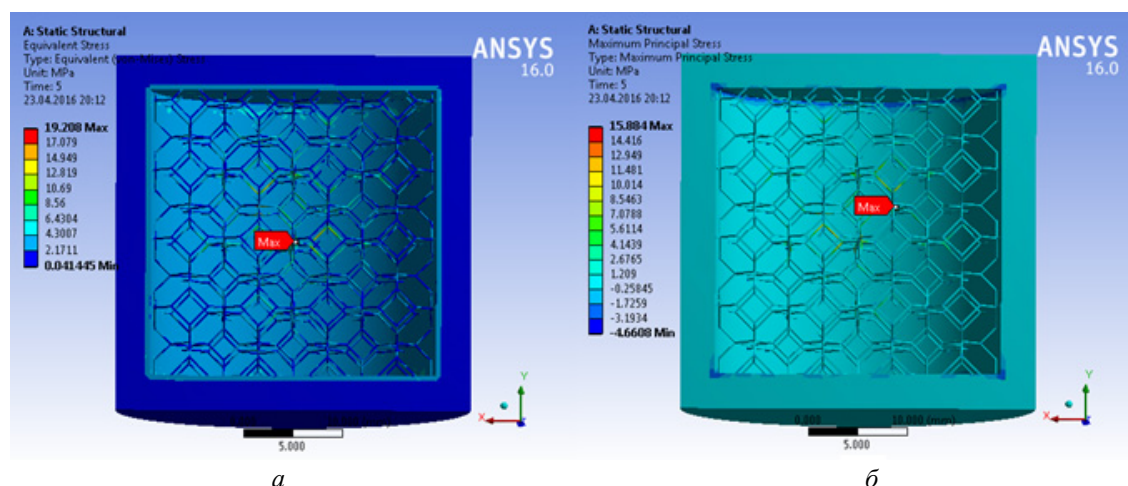 A: Static Structural
Equivalent Stress
Type: Equivalent (von-Mises) Stress
Unit: MPa
Time: 5
23.04.2016 20:12
ANSYS
16.0
19.208 Max
17.079
14.949
12.819
10.69
8.56
6.4304
4.3007
2.1711
0.041445 Min
Max
Y
X
0.000
5.000
а
A: Static Structural
Maximum Principal Stress
Type: Maximum Principal Stress
Unit: MPa
Time: 5
23.04.2016 20:12
ANSYS
16.0
15.884 Max
14.416
12.949
11.481
10.014
8.5463
7.0788
5.6114
4.1439
2.6765
1.209
-0.25845
-1.7259
-3.1934
-4.6608 Min
Max
Y
X
0.000 10.000 (mm)
5.000
б